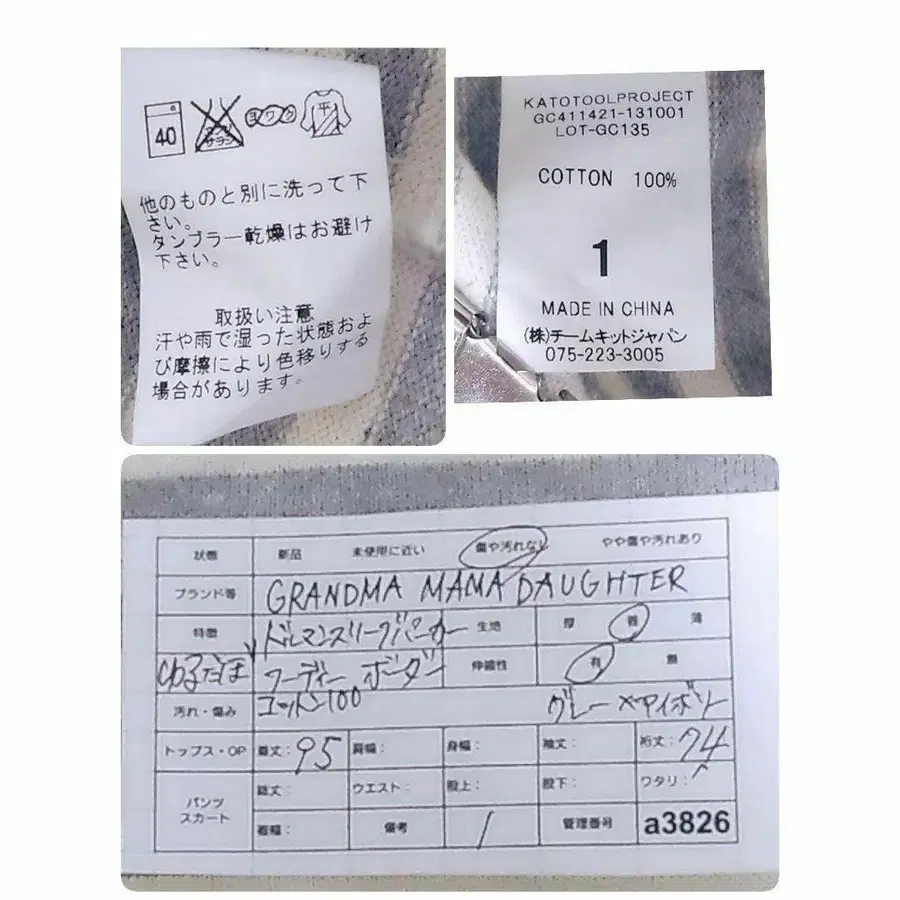 40
ヨワク
平
他のものと別に洗って下
さい。
タンブラー乾燥はお避け
下さい。
取扱い注意
汗や雨で湿った状態およ
び摩擦により色移りする
場合があります。
KATOTOOLPROJECT
GC411421-131001
LOT-GC135
COTTON 100%
1
MADE IN CHINA
(株)チームキットジャパン
075-223-3005
状態 新品 未使用に近い 傷や汚れなし やや傷や汚れあり
ブランド等 GRANDMA MAMA DAUGHTER
特徴 ドルマンスリーブパーカー 生地 厚 普 薄
ゆるだぼ フーディー ボーダー 伸縮性 有 無
汚れ・傷み コットン100 グレー×アイボリー
トップス・OP 着丈: 95 肩幅: 身幅: 袖丈: 裄丈: 74
パンツ
スカート
総丈: ウエスト: 股上: 股下: ワタリ:
裾幅: 備考 1 管理番号 a3826